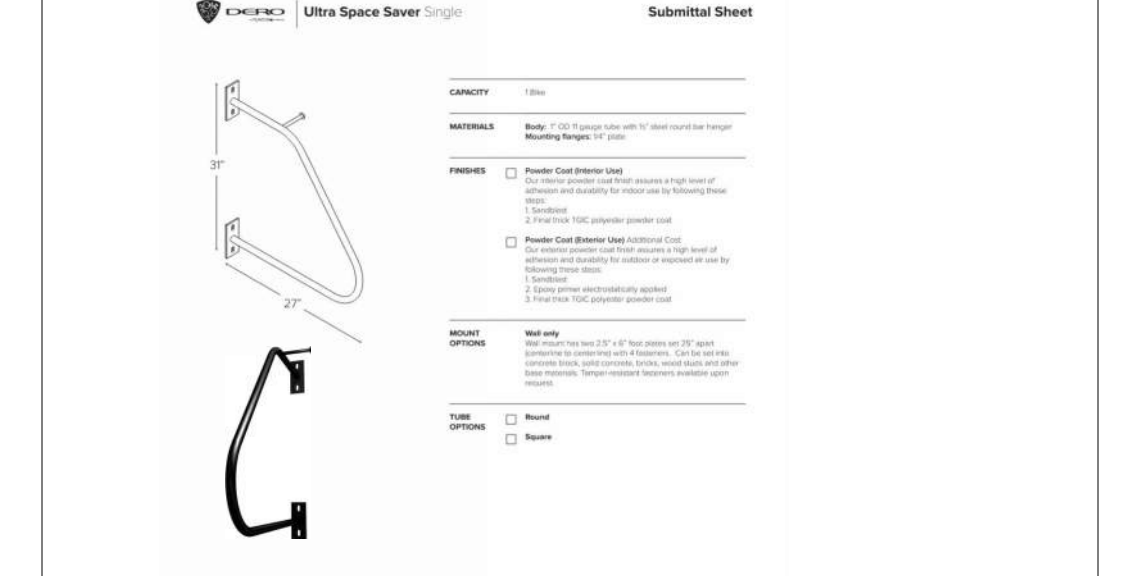 DERO
Ultra Space Saver Single
Submittal Sheet
31"
27"
CAPACITY
1 Bike
MATERIALS
Body: 1" OD 11 gauge tube with ½" steel round bar hanger
Mounting flanges: 1/4" plate
FINISHES
Powder Coat (Interior Use)
Our interior powder coat finish assures a high level of
adhesion and durability for indoor use by following these
steps:
1. Sandblast
2. Final thick TGIC polyester powder coat
Powder Coat (Exterior Use) Additional Cost
Our exterior powder coat finish assures a high level of
adhesion and durability for outdoor or exposed air use by
following these steps:
1. Sandblast
2. Epoxy primer electrostatically applied
3. Final thick TGIC polyester powder coat
MOUNT
OPTIONS
Wall only
Wall mount has two 2.5" x 6" foot plates set 25" apart
(centerline to centerline) with 4 fasteners. Can be set into
concrete block, solid concrete, bricks, wood studs and other
base materials. Tamper-resistant fasteners available upon
request.
TUBE
OPTIONS
Round
Square